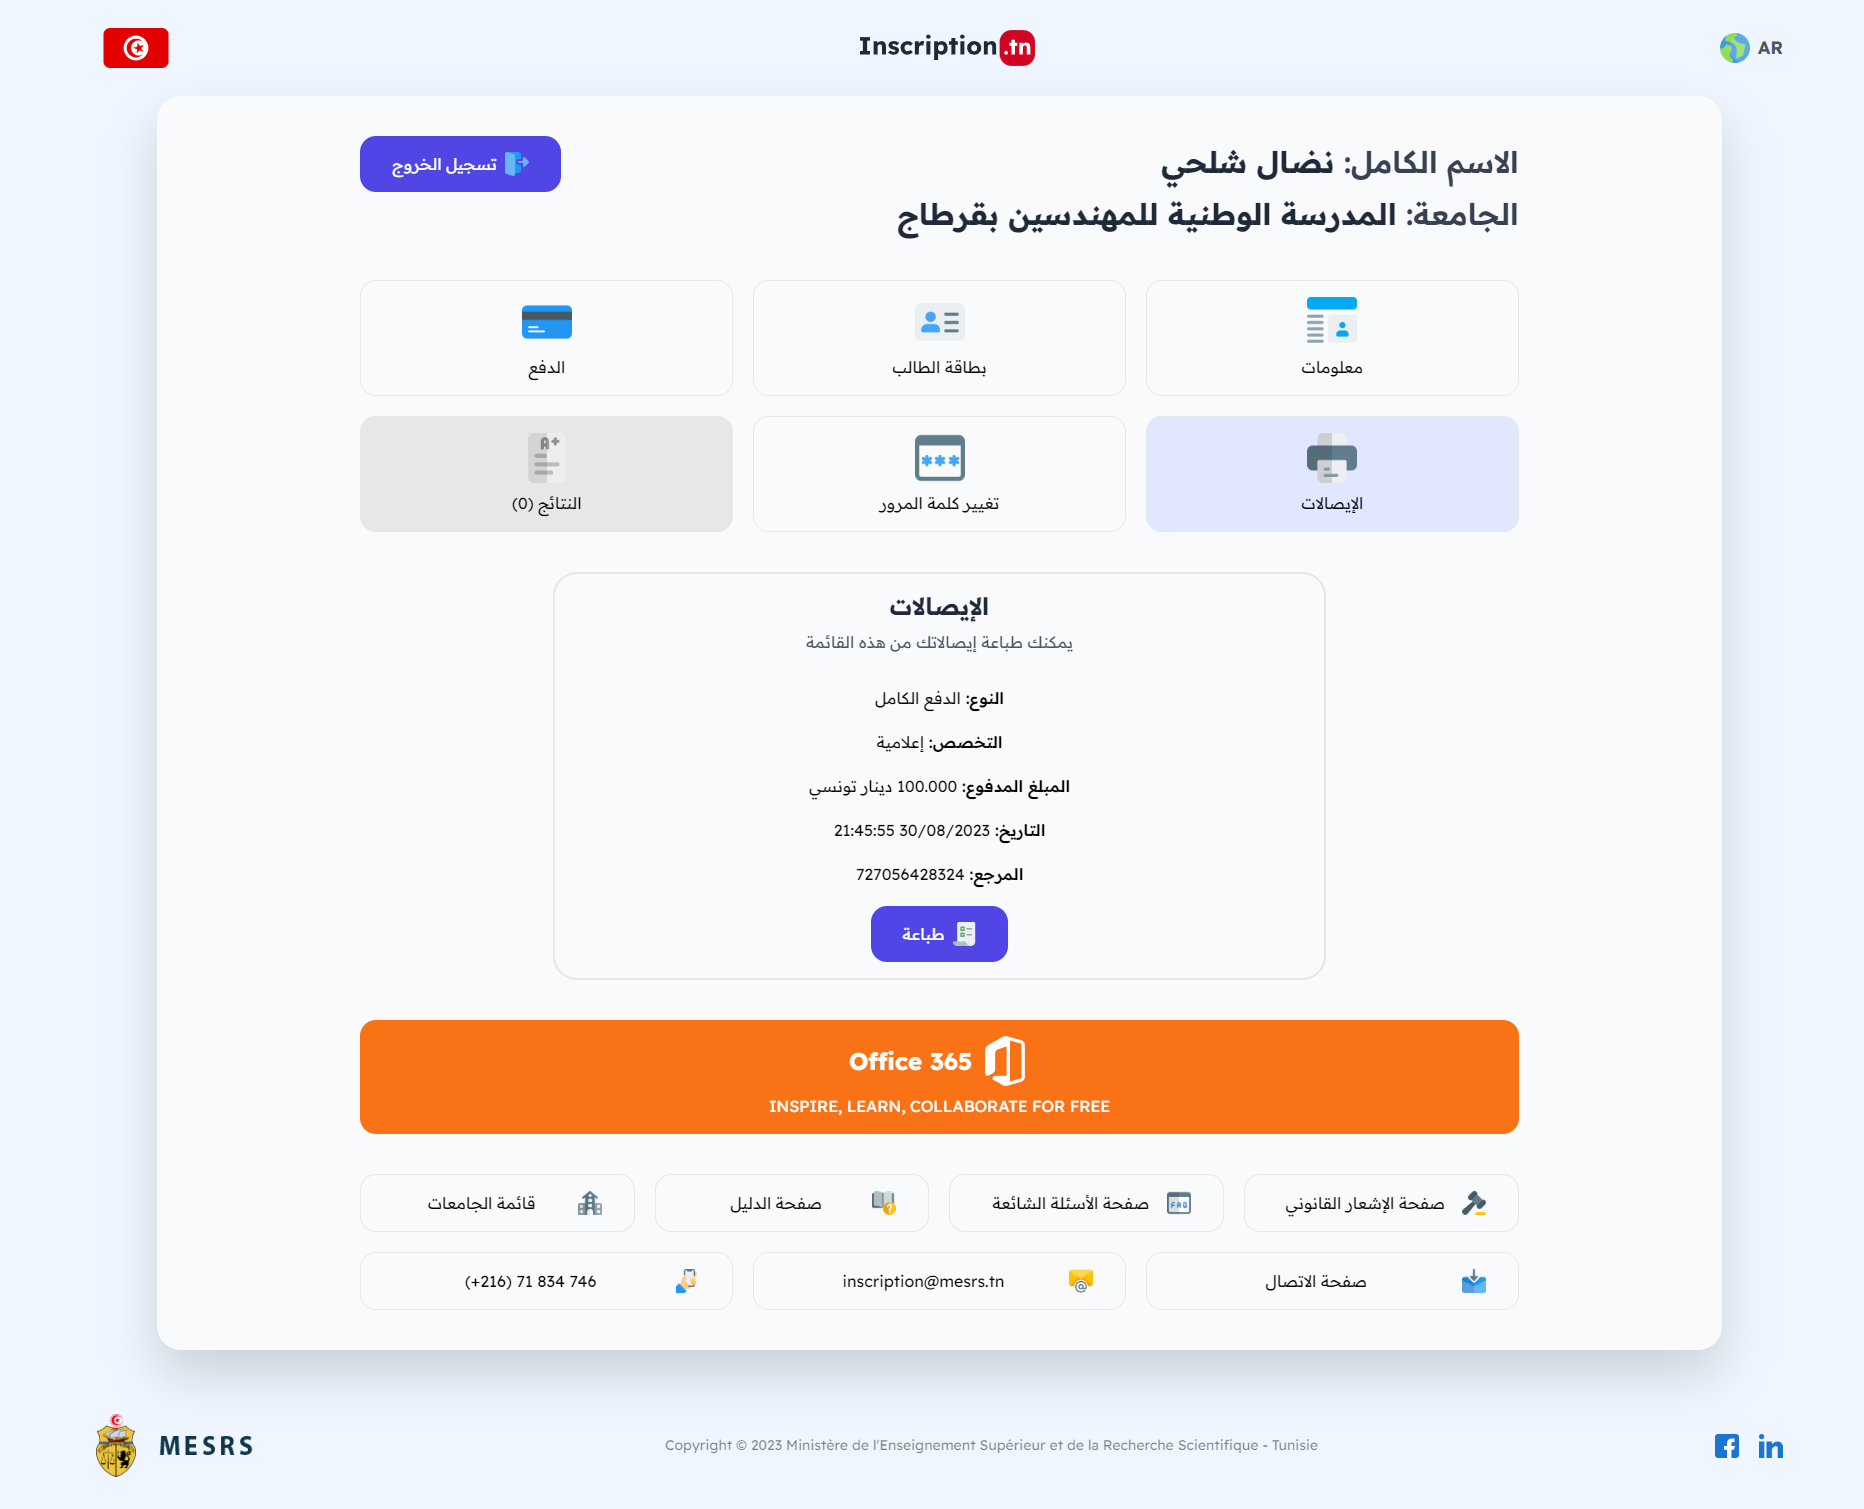 AR
Inscription.tn
الاسم الكامل: نضال شلحي
الجامعة: المدرسة الوطنية للمهندسين بقرطاج
تسجيل الخروج
معلومات
بطاقة الطالب
الدفع
الإيصالات
تغيير كلمة المرور
النتائج (0)
الإيصالات
يمكنك طباعة إيصالاتك من هذه القائمة
النوع: الدفع الكامل
التخصص: إعلامية
المبلغ المدفوع: 100.000 دينار تونسي
التاريخ: 30/08/2023 21:45:55
المرجع: 727056428324
طباعة
Office 365
INSPIRE, LEARN, COLLABORATE FOR FREE
صفحة الإشعار القانوني
FAQ
صفحة الأسئلة الشائعة
صفحة الدليل
قائمة الجامعات
صفحة الاتصال
inscription@mesrs.tn
(+216) 71 834 746
MESRS
Copyright © 2023 Ministère de l'Enseignement Supérieur et de la Recherche Scientifique - Tunisie